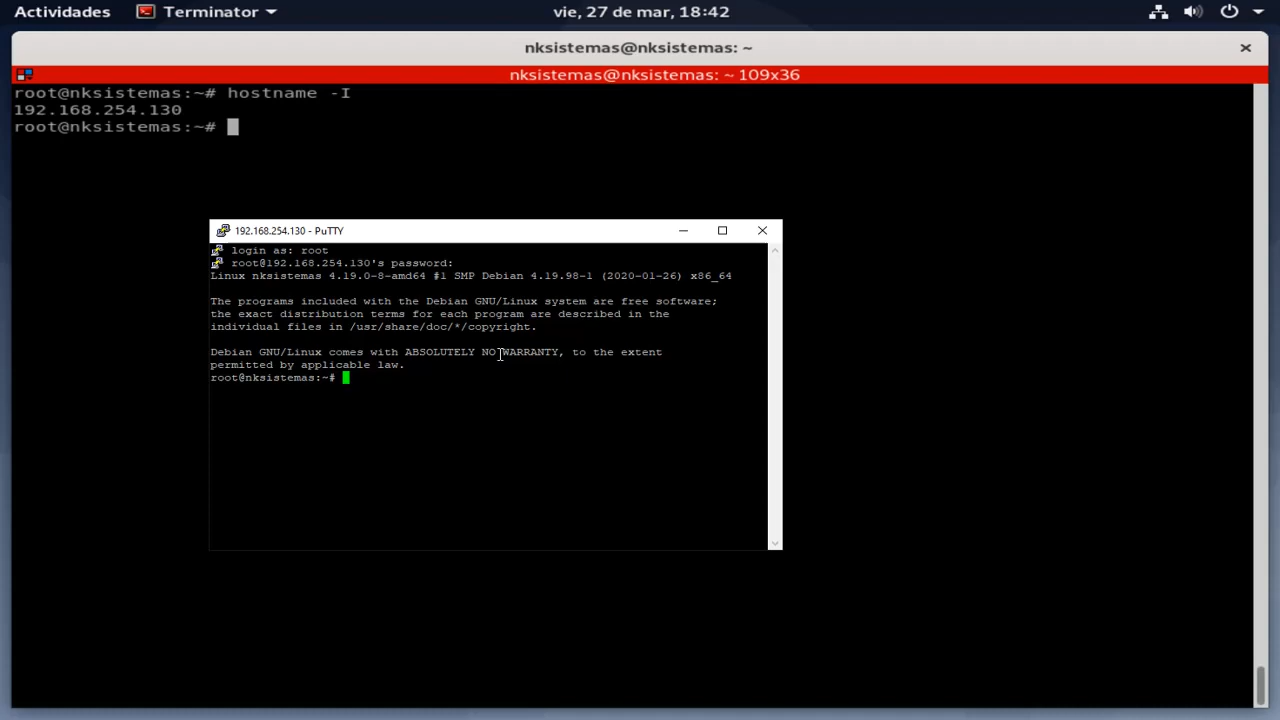 Actividades
Terminator
vie, 27 de mar, 18:42
nksistemas@nksistemas: ~
nksistemas@nksistemas: ~ 109x36
root@nksistemas:~# hostname -I
192.168.254.130
root@nksistemas:~#
192.168.254.130 - PuTTY
login as: root
root@192.168.254.130's password:
Linux nksistemas 4.19.0-8-amd64 #1 SMP Debian 4.19.98-1 (2020-01-26) x86_64
The programs included with the Debian GNU/Linux system are free software;
the exact distribution terms for each program are described in the
individual files in /usr/share/doc/*/copyright.
Debian GNU/Linux comes with ABSOLUTELY NO WARRANTY, to the extent
permitted by applicable law.
root@nksistemas:~#